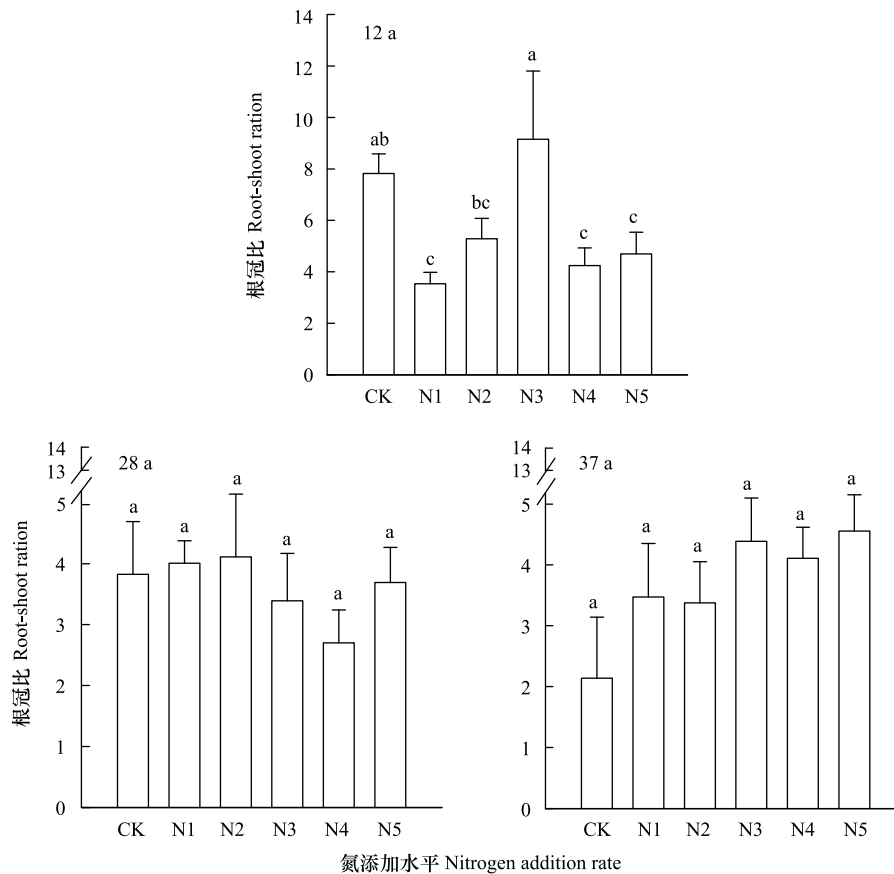 14
12 a
12
10
8
6
4
2
0
根冠比 Root-shoot ration
ab
c
bc
a
c
c
CK N1 N2 N3 N4 N5
14
13
5
4
3
2
1
0
28 a
根冠比 Root-shoot ration
a
a
a
a
a
a
CK N1 N2 N3 N4 N5
14
13
5
4
3
2
1
0
37 a
a
a
a
a
a
a
CK N1 N2 N3 N4 N5
氮添加水平 Nitrogen addition rate